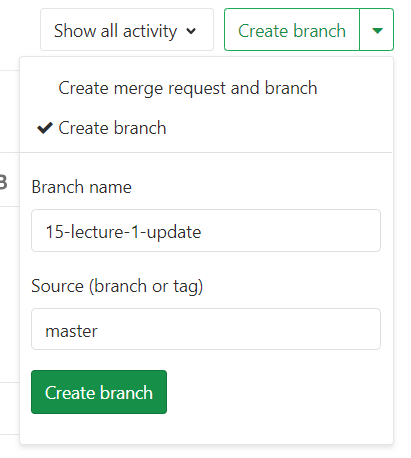 Show all activity
Create branch
Create merge request and branch
Create branch
Branch name
15-lecture-1-update
Source (branch or tag)
master
Create branch